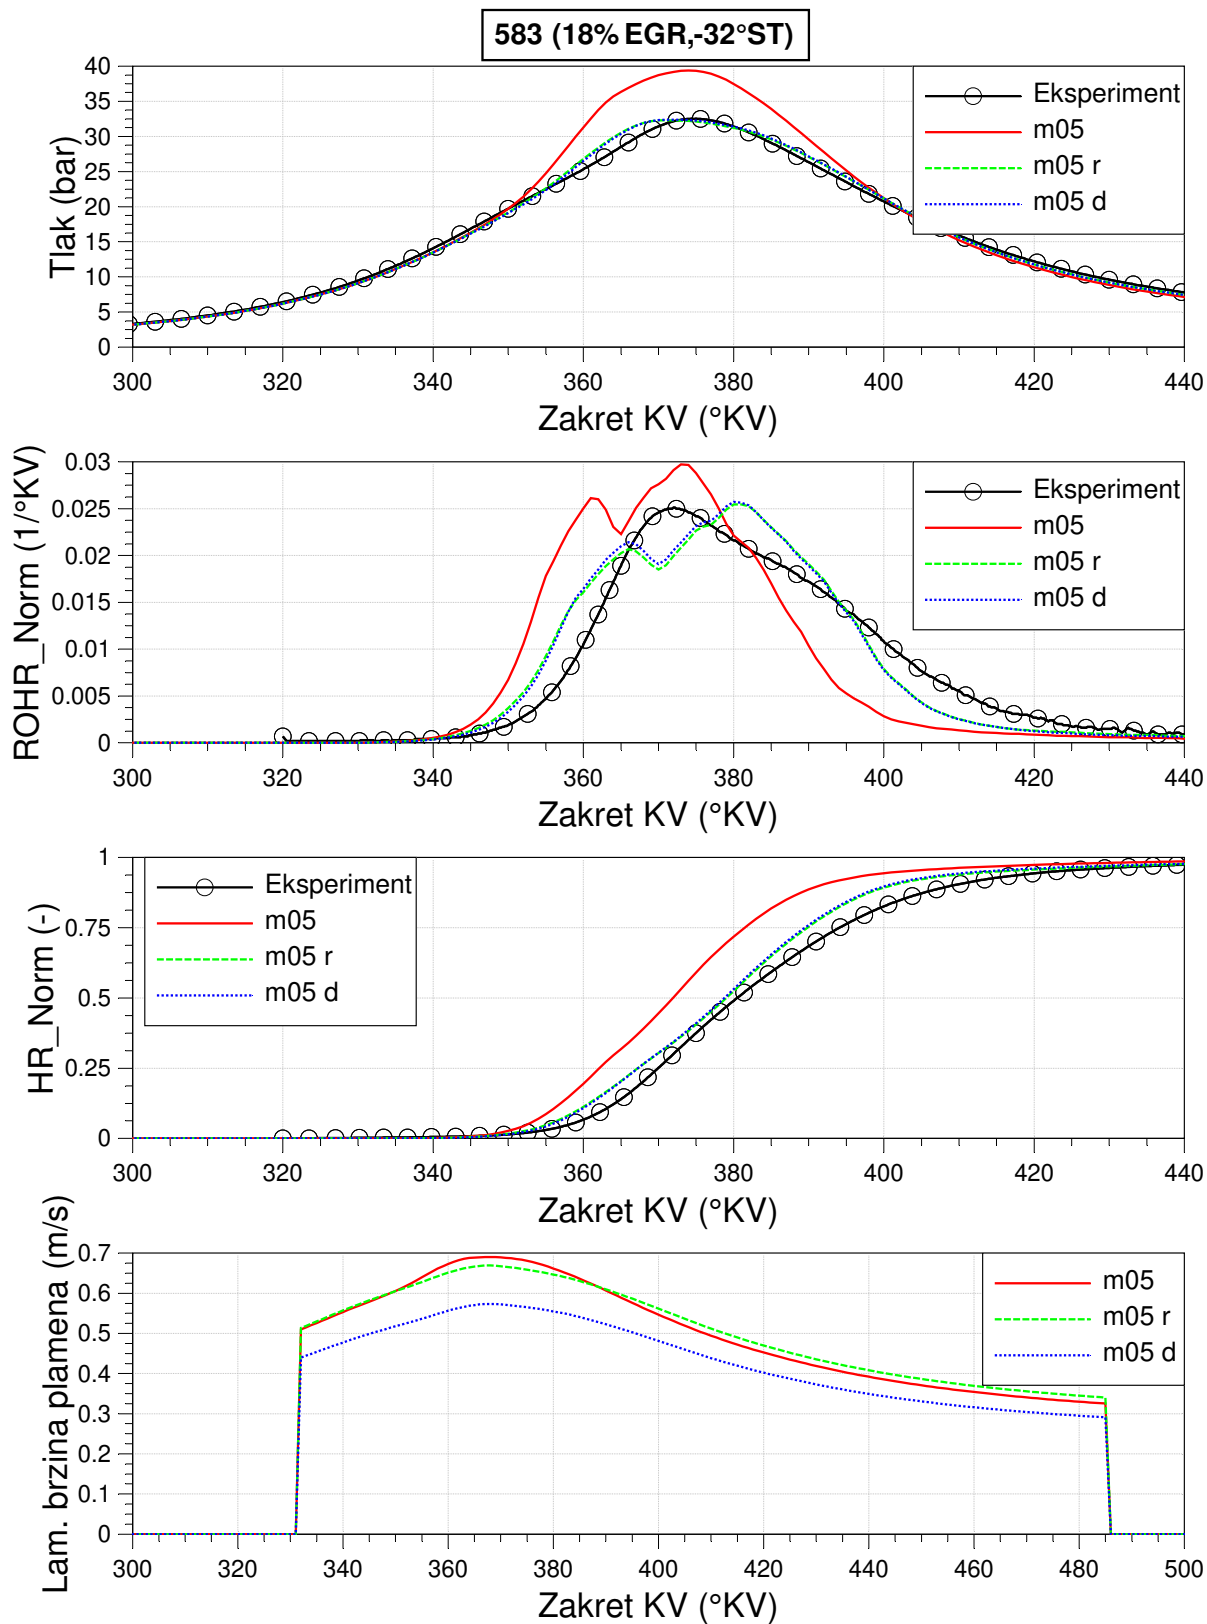 583 (18% EGR,-32°ST)
Tlak (bar)
40
35
30
25
20
15
10
5
0
300 320 340 360 380 400 420 440
Zakret KV (°KV)
Eksperiment
m05
m05 r
m05 d
ROHR_Norm (1/°KV)
0.03
0.025
0.02
0.015
0.01
0.005
0
300 320 340 360 380 400 420 440
Zakret KV (°KV)
Eksperiment
m05
m05 r
m05 d
HR_Norm (-)
1
0.75
0.5
0.25
0
300 320 340 360 380 400 420 440
Zakret KV (°KV)
Eksperiment
m05
m05 r
m05 d
Lam. brzina plamena (m/s)
0.7
0.6
0.5
0.4
0.3
0.2
0.1
0
300 320 340 360 380 400 420 440 460 480 500
Zakret KV (°KV)
m05
m05 r
m05 d